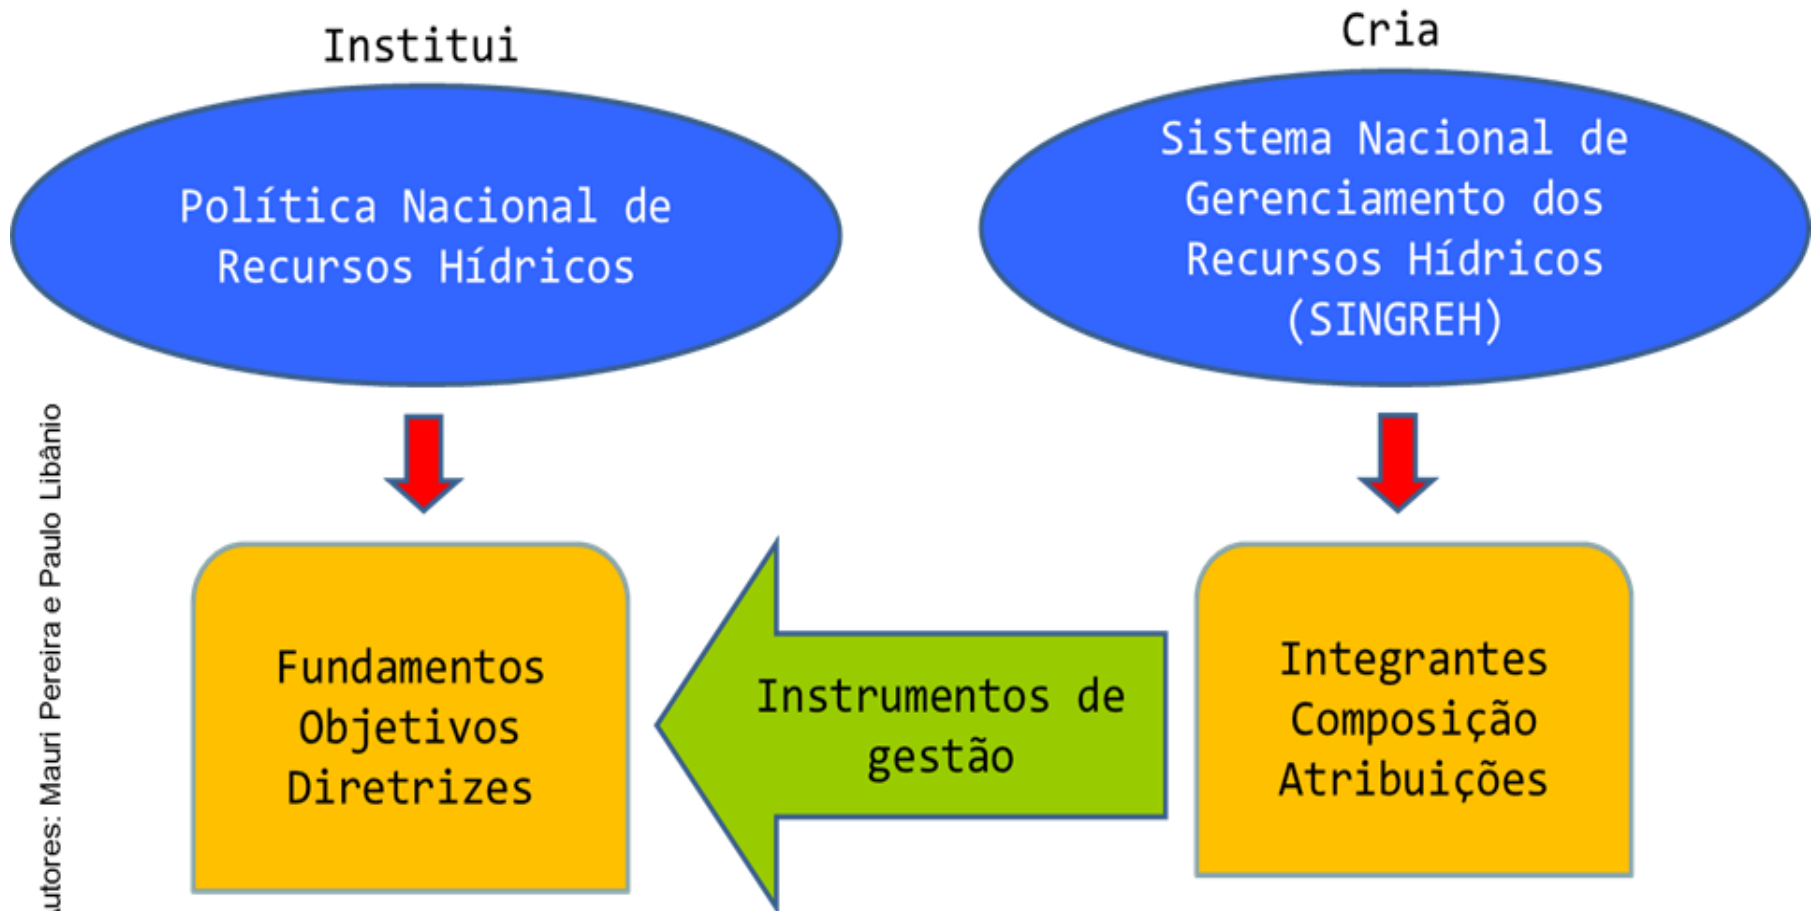 Institui
Cria
Política Nacional de
Recursos Hídricos
Sistema Nacional de
Gerenciamento dos
Recursos Hídricos
(SINGREH)
Fundamentos
Objetivos
Diretrizes
Instrumentos de
gestão
Integrantes
Composição
Atribuições
utores: Mauri Pereira e Paulo Libânio